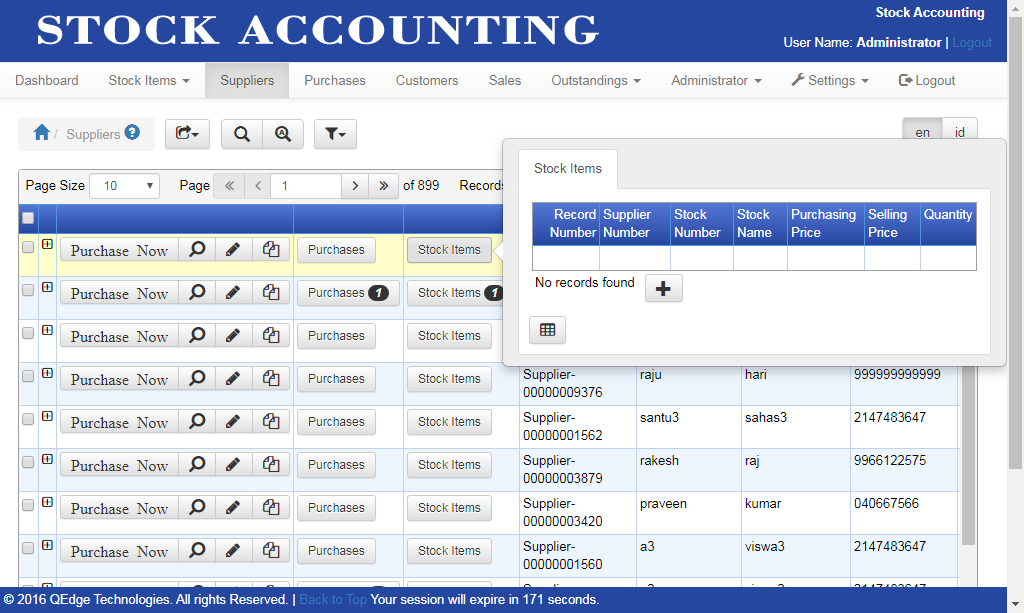 STOCK ACCOUNTING
Stock Accounting
User Name: Administrator | Logout
Dashboard Stock Items Suppliers Purchases Customers Sales Outstandings Administrator Settings Logout
/ Suppliers
en id
Page Size 10 Page 1 of 899 Records
Stock Items
Record Number Supplier Number Stock Number Stock Name Purchasing Price Selling Price Quantity
No records found
Purchase Now Purchases Stock Items
Purchase Now Purchases 1 Stock Items 1
Purchase Now Purchases Stock Items
Purchase Now Purchases Stock Items Supplier-00000009376 raju hari 999999999999
Purchase Now Purchases Stock Items Supplier-00000001562 santu3 sahas3 2147483647
Purchase Now Purchases Stock Items Supplier-00000003879 rakesh raj 9966122575
Purchase Now Purchases Stock Items Supplier-00000003420 praveen kumar 040667566
Purchase Now Purchases Stock Items Supplier-00000001560 a3 viswa3 2147483647
© 2016 QEdge Technologies. All rights Reserved. | Back to Top Your session will expire in 171 seconds.